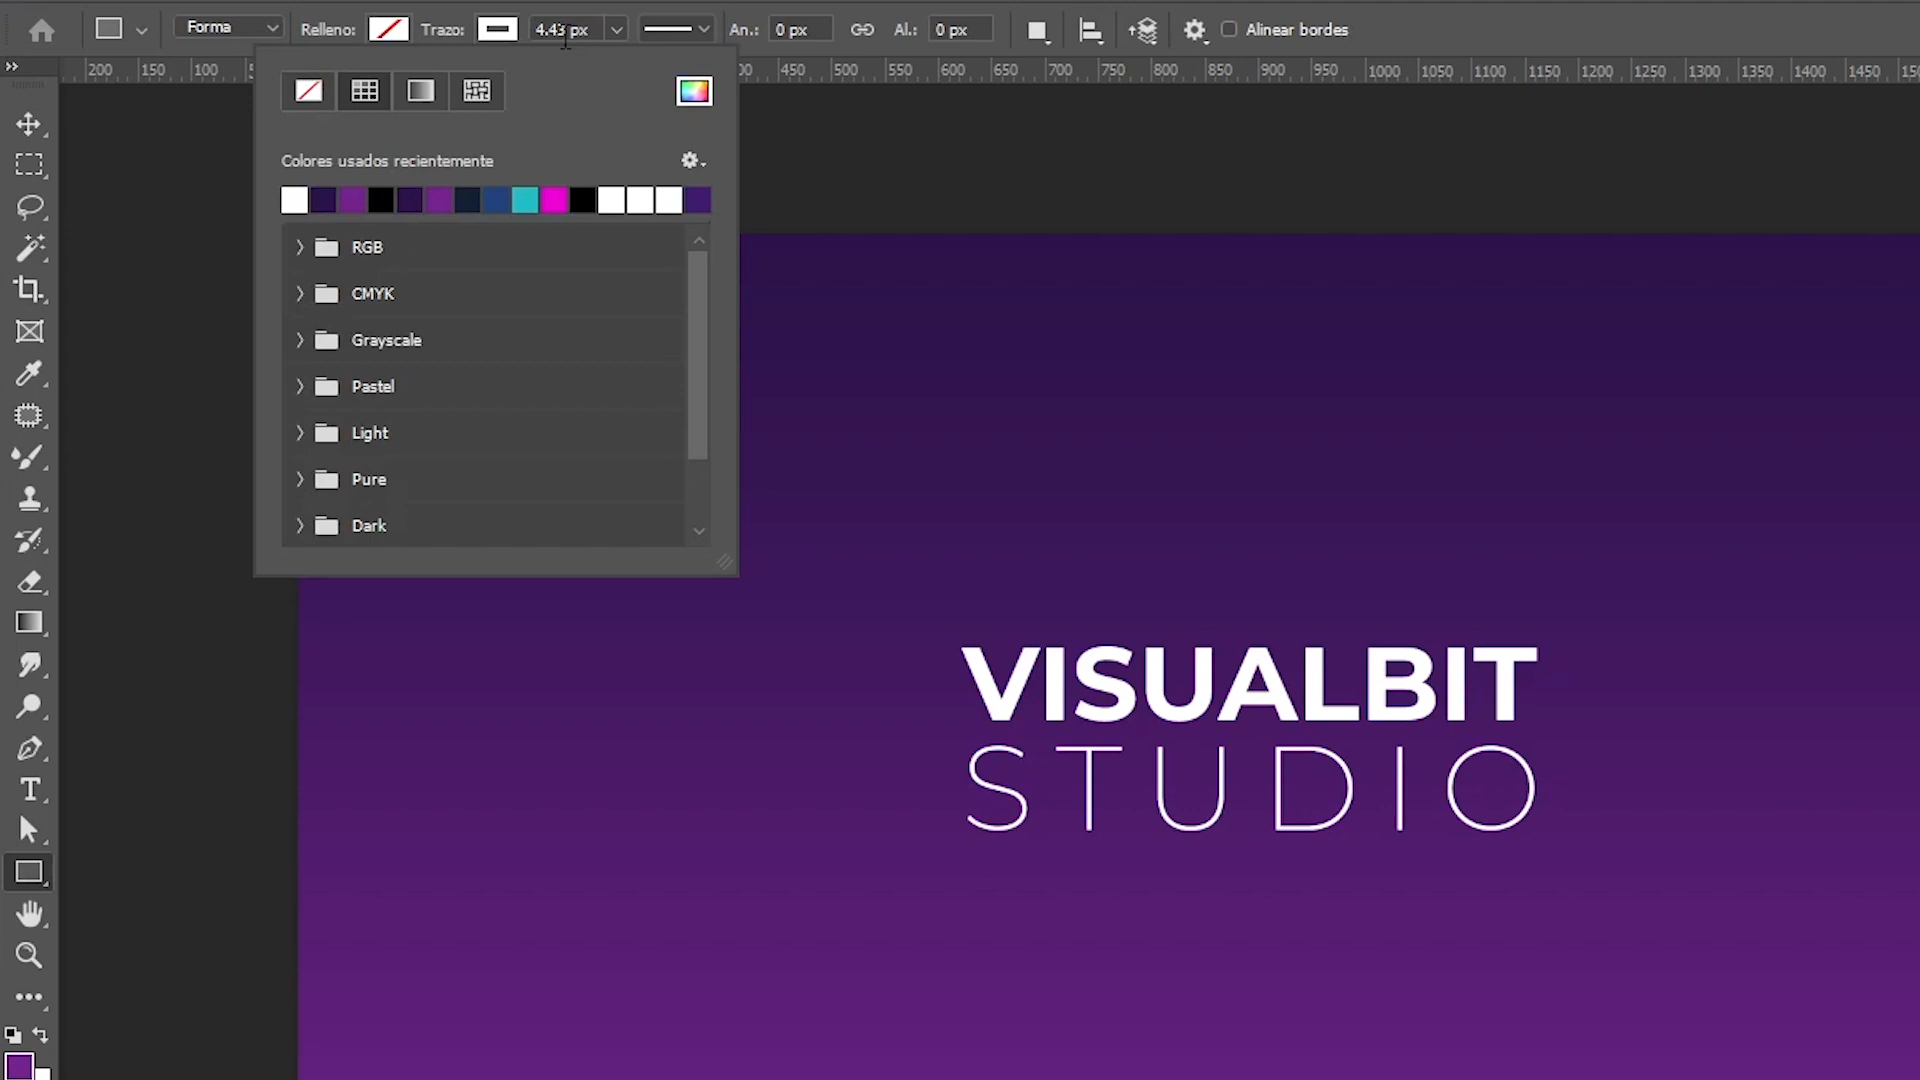 Forma Relleno: Trazo: 4.43 px An.: 0 px Al.: 0 px Alinear bordes
200 150 100 450 500 550 600 650 700 750 800 850 900 950 1000 1050 1100 1150 1200 1250 1300 1350 1400 1450
Colores usados recientemente
RGB
CMYK
Grayscale
Pastel
Light
Pure
Dark
VISUALBIT
STUDIO